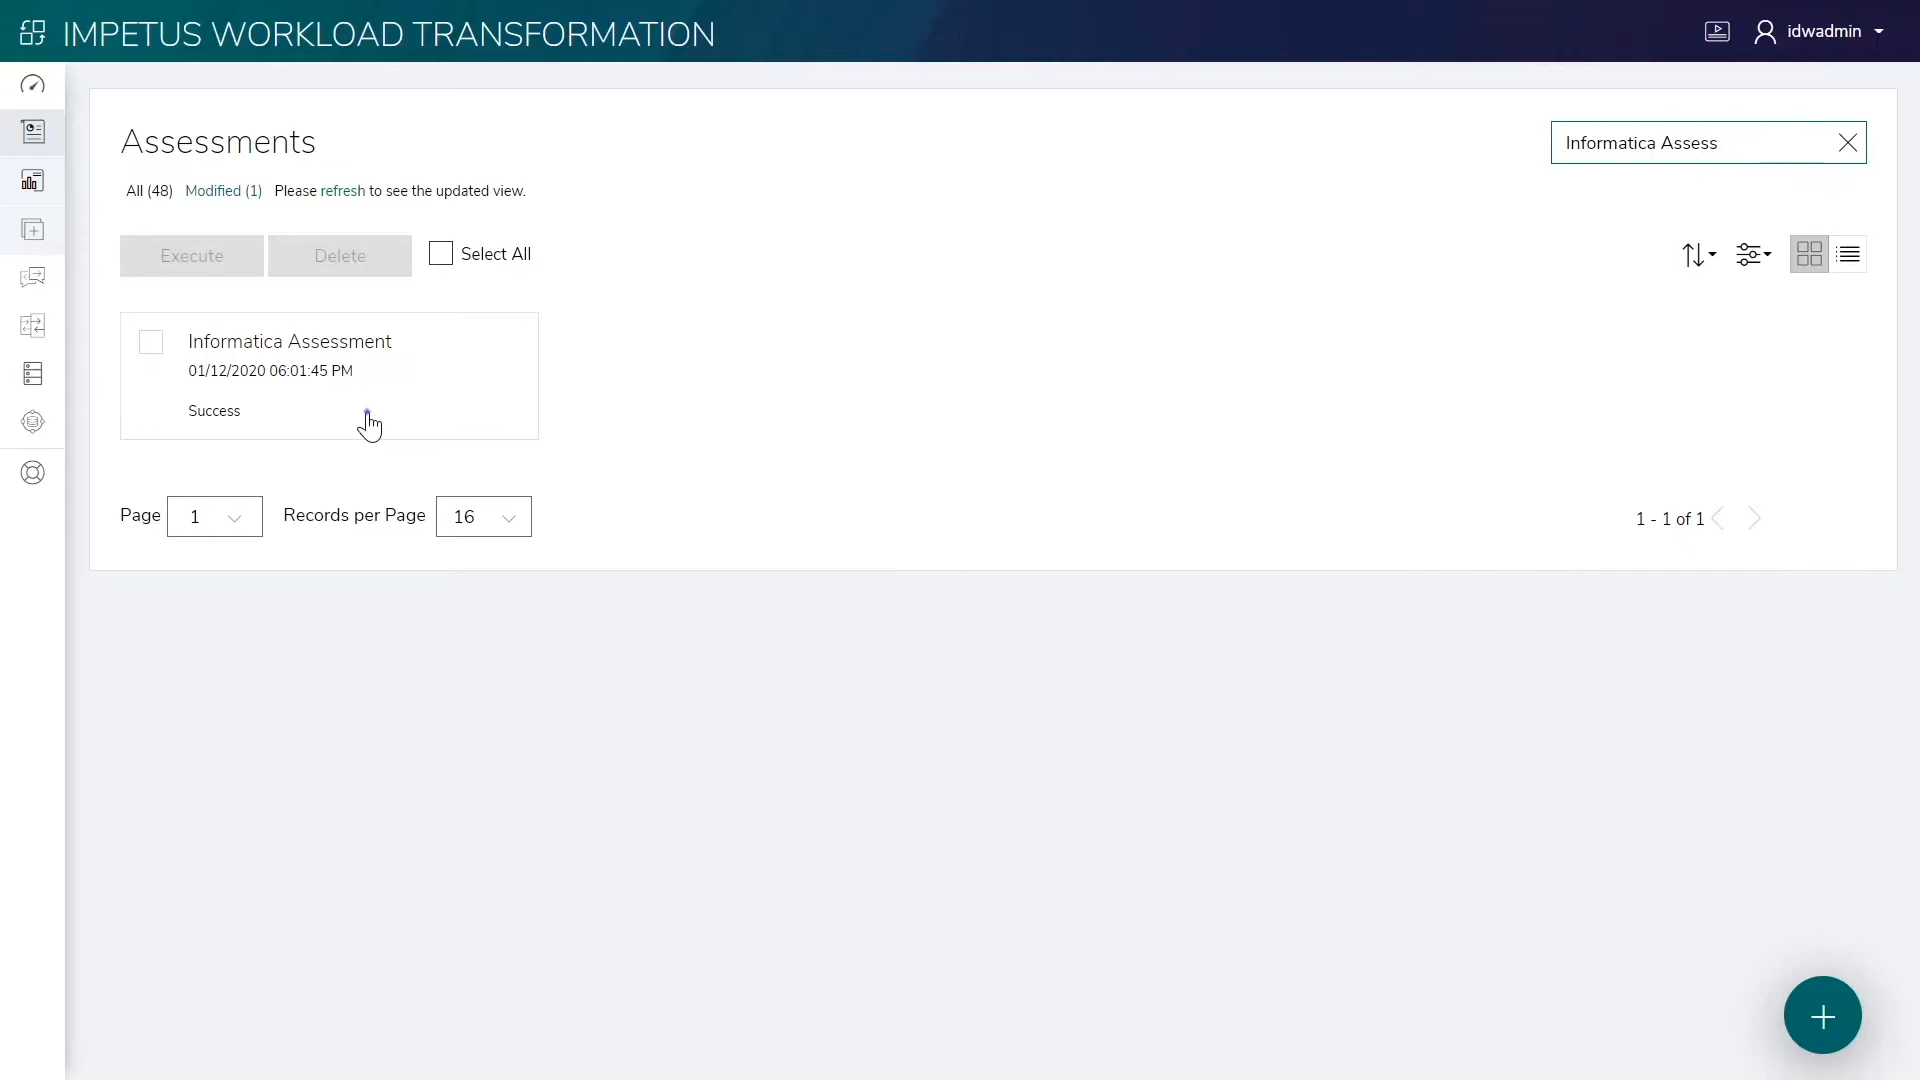 IMPETUS WORKLOAD TRANSFORMATION
idwadmin
Assessments
Informatica Assess
All (48) Modified (1) Please refresh to see the updated view.
Execute
Delete
Select All
Informatica Assessment
01/12/2020 06:01:45 PM
Success
Page 1 Records per Page 16
1 - 1 of 1